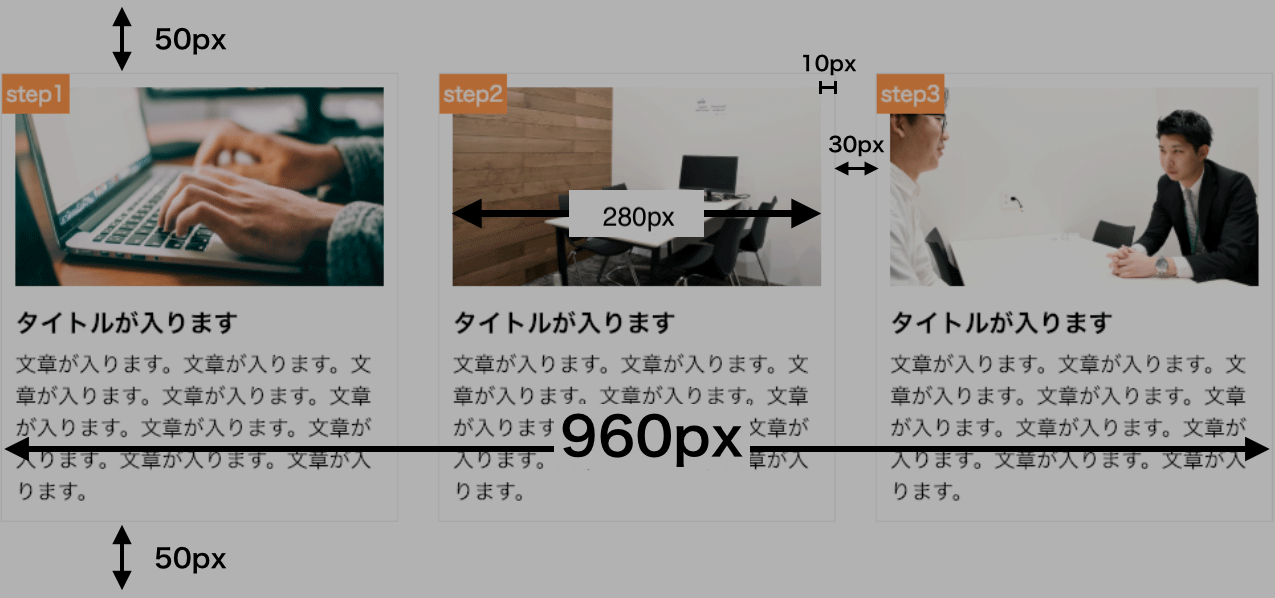 50px
10px
step1
step2
step3
30px
280px
タイトルが入ります
文章が入ります。文章が入ります。文
章が入ります。文章が入ります。文章
が入ります。文章が入ります。文章が
入ります。文章が入ります。文章が入
ります。
タイトルが入ります
文章が入ります。文章が入ります。文
章が入ります。文章が入ります。文章
が入ります
章が
入ります。
章が入
ります。
タイトルが入ります
文章が入ります。文章が入ります。文
章が入ります。文章が入ります。文章
が入ります。文章が入ります。文章が
入ります。文章が入ります。文章が入
ります。
960px
50px